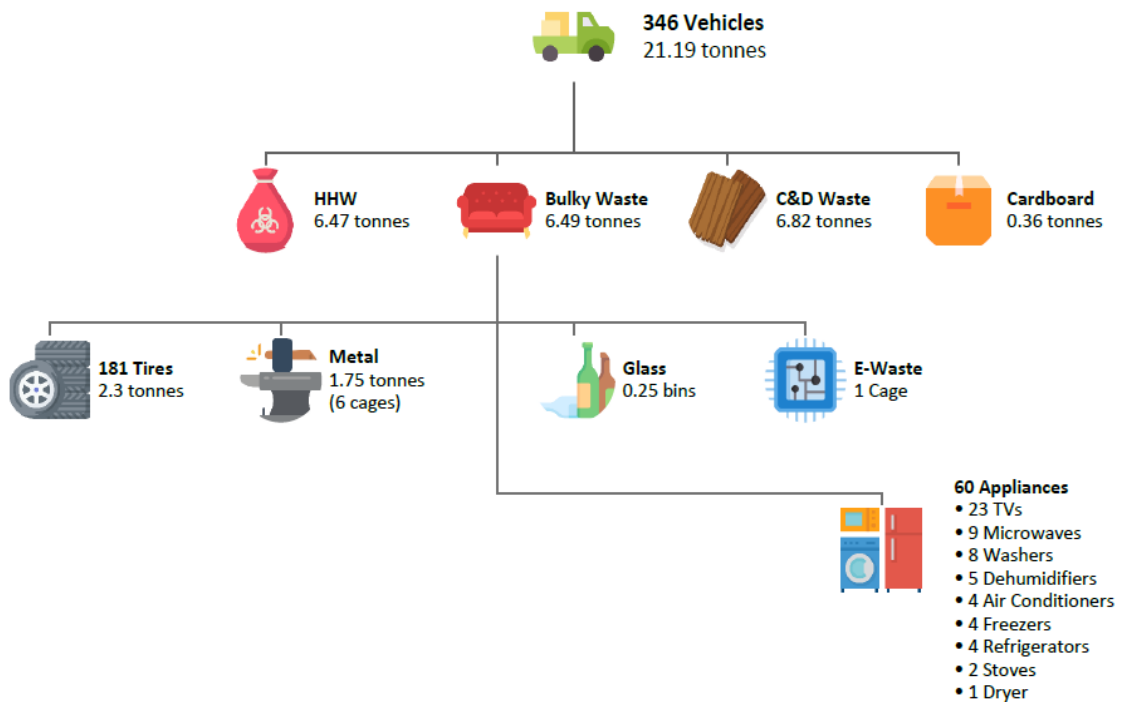 346 Vehicles
21.19 tonnes
HHW
6.47 tonnes
Bulky Waste
6.49 tonnes
C&D Waste
6.82 tonnes
Cardboard
0.36 tonnes
181 Tires
2.3 tonnes
Metal
1.75 tonnes
(6 cages)
Glass
0.25 bins
E-Waste
1 Cage
60 Appliances
• 23 TVs
• 9 Microwaves
• 8 Washers
• 5 Dehumidifiers
• 4 Air Conditioners
• 4 Freezers
• 4 Refrigerators
• 2 Stoves
• 1 Dryer